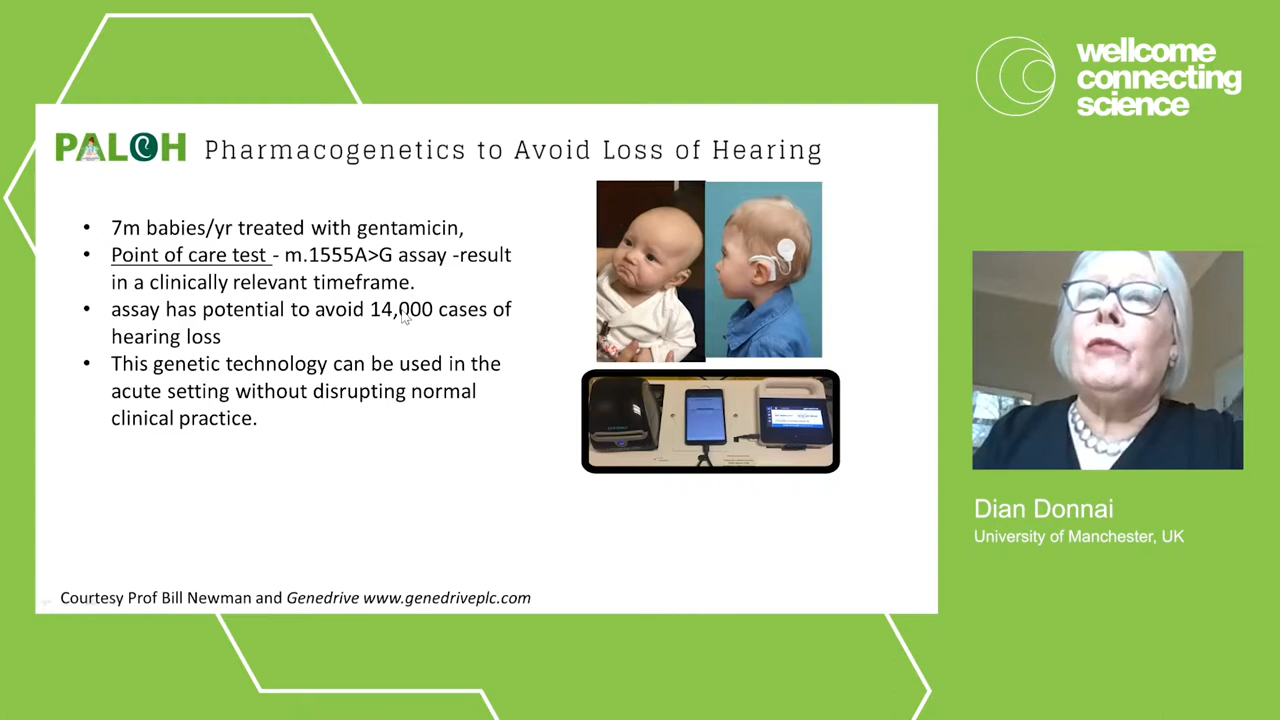 wellcome
connecting
science
PALOH Pharmacogenetics to Avoid Loss of Hearing
• 7m babies/yr treated with gentamicin,
• Point of care test - m.1555A>G assay -result
in a clinically relevant timeframe.
• assay has potential to avoid 14,000 cases of
hearing loss
• This genetic technology can be used in the
acute setting without disrupting normal
clinical practice.
Courtesy Prof Bill Newman and Genedrive www.genedriveplc.com
Dian Donnai
University of Manchester, UK